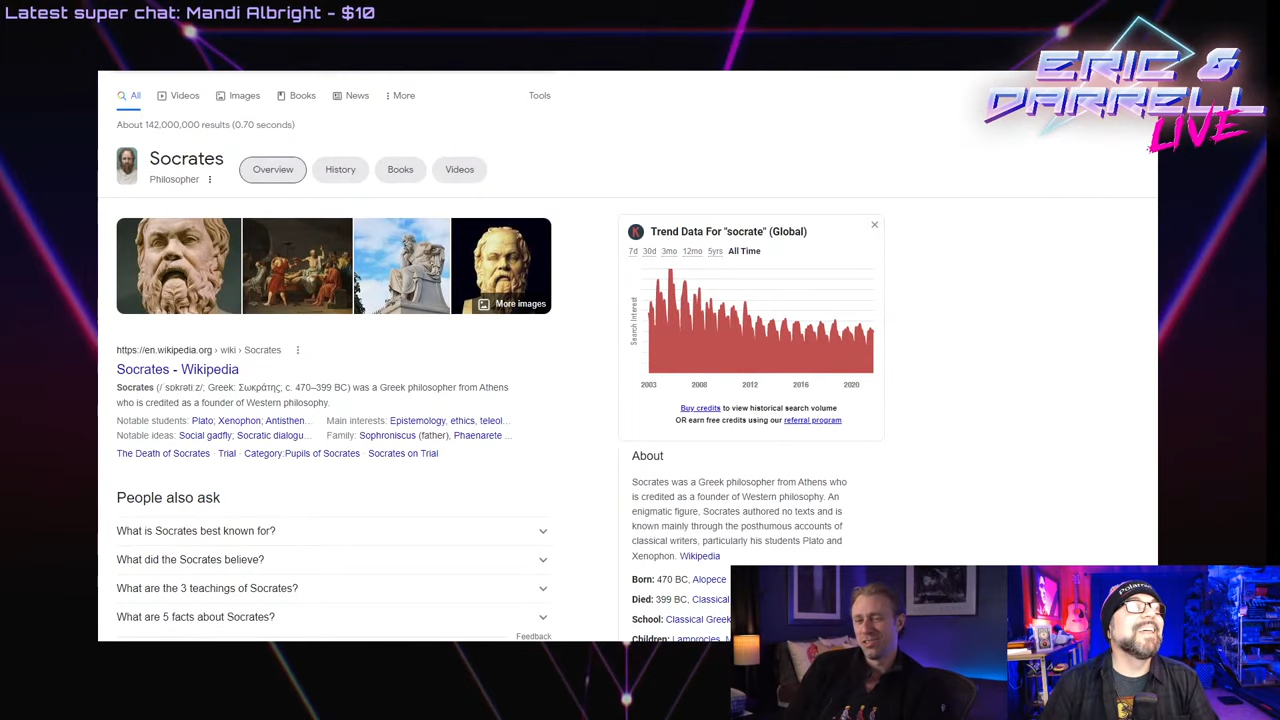 Latest super chat: Mandi Albright - $10
ERIC &
DARRELL
LIVE
All Videos Images Books News More Tools
About 142,000,000 results (0.70 seconds)
Socrates
Philosopher
Overview History Books Videos
More images
https://en.wikipedia.org › wiki › Socrates
Socrates - Wikipedia
Socrates (/ˈsɒkrətiːz/; Greek: Σωκράτης; c. 470–399 BC) was a Greek philosopher from Athens
who is credited as a founder of Western philosophy.
Notable students: Plato; Xenophon; Antisthen... Main interests: Epistemology, ethics, teleol...
Notable ideas: Social gadfly; Socratic dialogu... Family: Sophroniscus (father), Phaenarete ...
The Death of Socrates · Trial · Category:Pupils of Socrates · Socrates on Trial
People also ask
What is Socrates best known for?
What did the Socrates believe?
What are the 3 teachings of Socrates?
What are 5 facts about Socrates?
Feedback
K Trend Data For "socrate" (Global)
7d 30d 3mo 12mo 5yrs All Time
Search Interest
2003 2008 2012 2016 2020
Buy credits to view historical search volume
OR earn free credits using our referral program
About
Socrates was a Greek philosopher from Athens who
is credited as a founder of Western philosophy. An
enigmatic figure, Socrates authored no texts and is
known mainly through the posthumous accounts of
classical writers, particularly his students Plato and
Xenophon. Wikipedia
Born: 470 BC, Alopece
Died: 399 BC, Classical
School: Classical Greek
Children: Lamprocles,